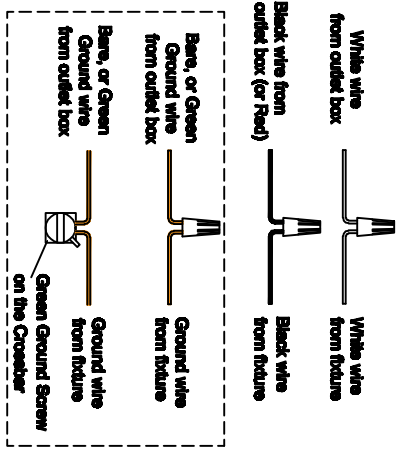 White wire
from outlet box
White wire
from fixture
Black wire from
outlet box (or Red)
Black wire
from fixture
Bare, or Green
Ground wire
from outlet box
Ground wire
from fixture
Bare, or Green
Ground wire
from outlet box
Ground wire
from fixture
Green Ground Screw
on the Crossbar